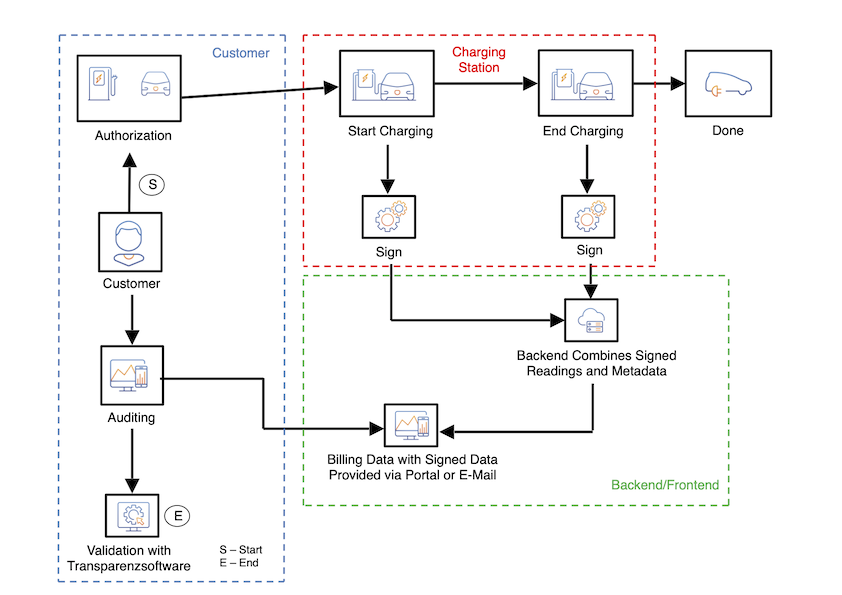 Customer
Charging
Station
Authorization
Start Charging
End Charging
Done
S
Sign
Sign
Customer
Backend Combines Signed
Readings and Metadata
Auditing
Billing Data with Signed Data
Provided via Portal or E-Mail
Backend/Frontend
E
Validation with
Transparenzsoftware
S – Start
E – End